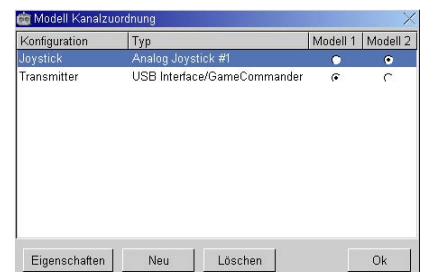 Modell Kanalzuordnung
Konfiguration Typ Modell 1 Modell 2
Joystick Analog Joystick #1
Transmitter USB Interface/GameCommander
Eigenschaften Neu Löschen Ok